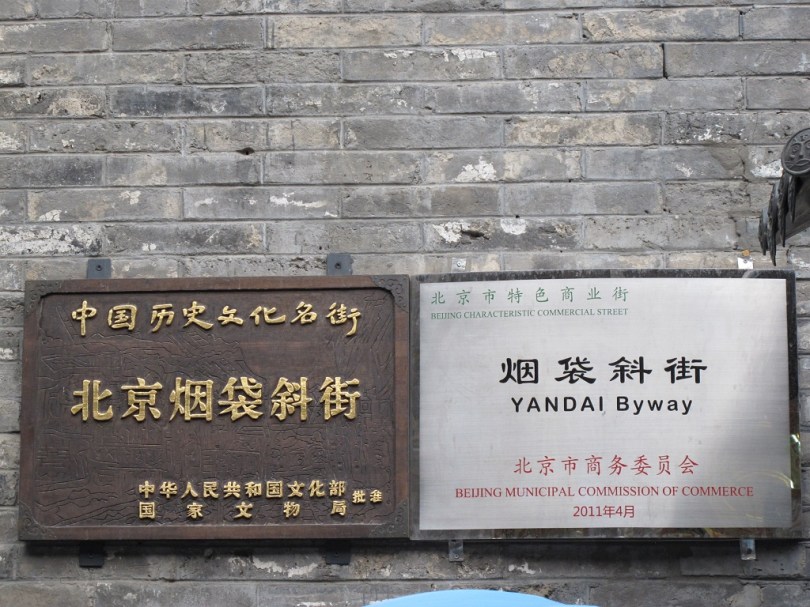 中国历史文化名街
北京烟袋斜街
中华人民共和国文化部
国家文物局
批准
北京市特色商业街
BEIJING CHARACTERISTIC COMMERCIAL STREET
烟袋斜街
YANDAI Byway
北京市商务委员会
BEIJING MUNICIPAL COMMISSION OF COMMERCE
2011年4月